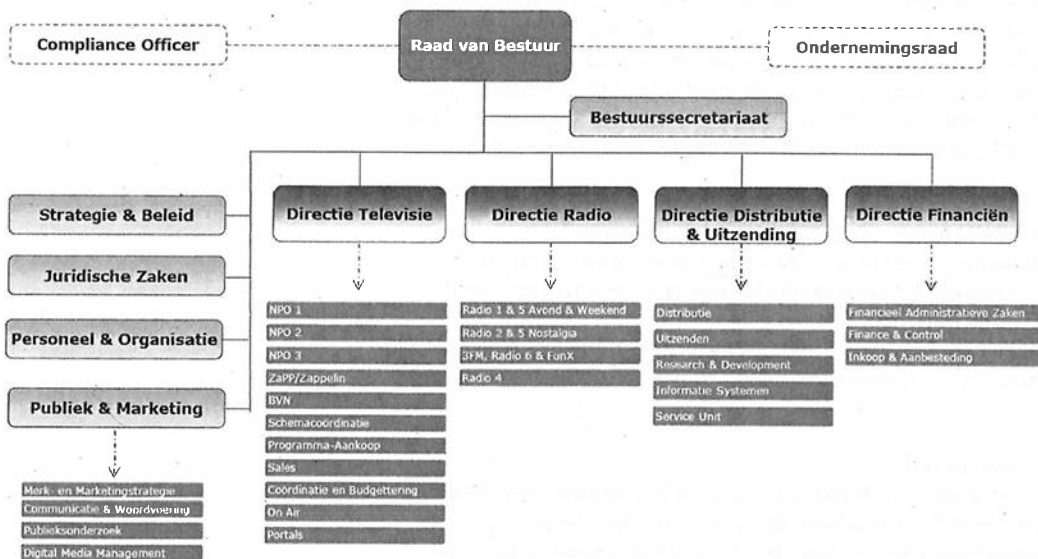 Compliance Officer
Raad van Bestuur
Ondernemingsraad
Bestuurssecretariaat
Strategie & Beleid
Juridische Zaken
Personeel & Organisatie
Publiek & Marketing
Merk- en Marketingstrategie
Communicatie & Woordvoering
Publieksonderzoek
Digital Media Management
Directie Televisie
NPO 1
NPO 2
NPO 3
ZaPP/Zappelin
BVN
Schemacoördinatie
Programma-Aankoop
Sales
Coördinatie en Budgettering
On Air
Portals
Directie Radio
Radio 1 & 5 Avond & Weekend
Radio 2 & 5 Nostalgia
3FM, Radio 6 & FunX
Radio 4
Directie Distributie
& Uitzending
Distributie
Uitzenden
Research & Development
Informatie Systemen
Service Unit
Directie Financiën
Financieel Administratieve Zaken
Finance & Control
Inkoop & Aanbesteding